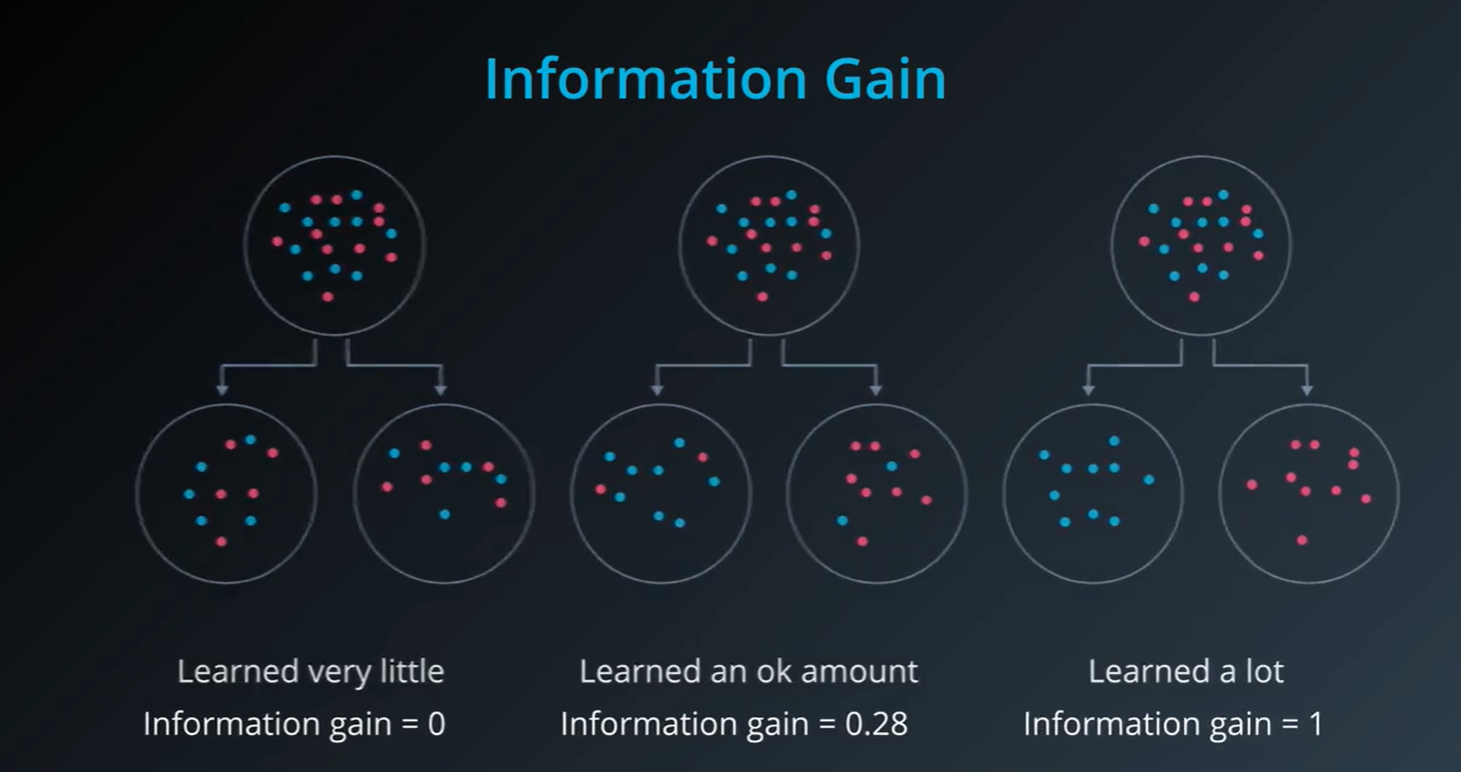 Information Gain
Learned very little
Information gain = 0
Learned an ok amount
Information gain = 0.28
Learned a lot
Information gain = 1